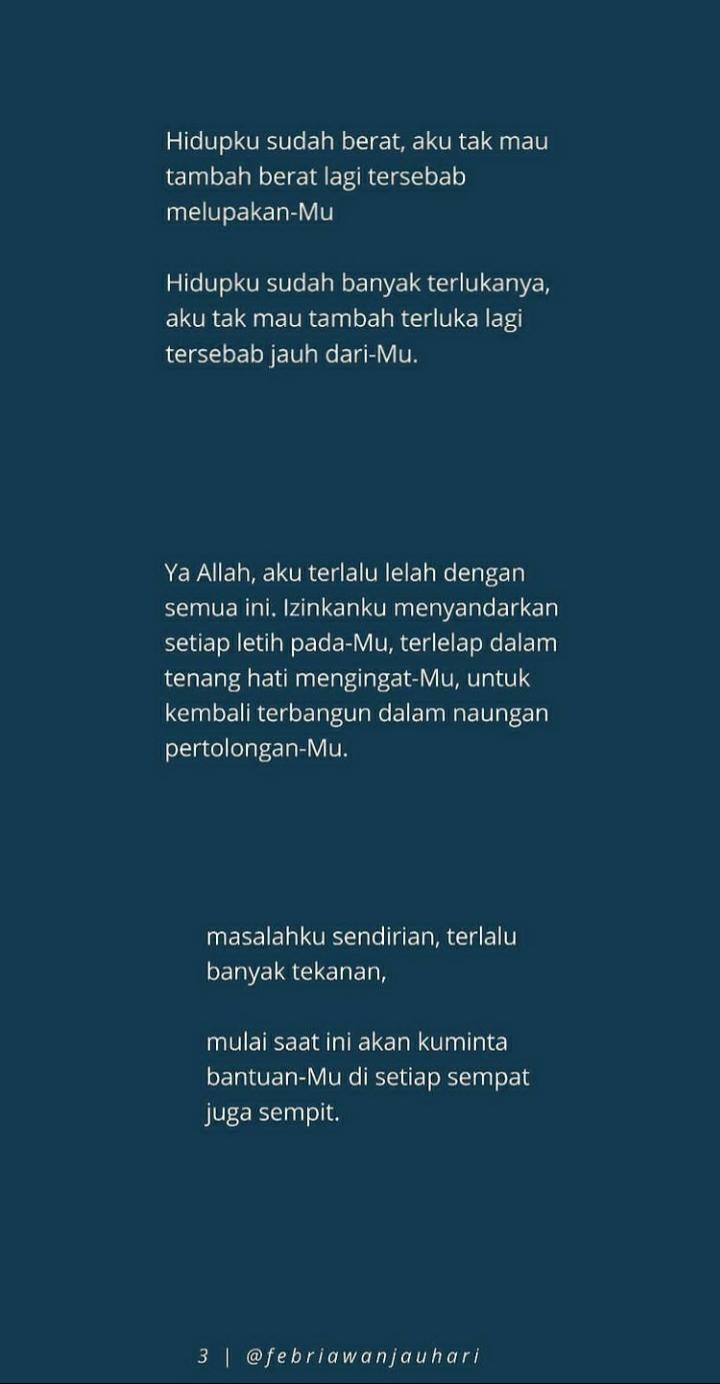 Hidupku sudah berat, aku tak mau
tambah berat lagi tersebab
melupakan-Mu
Hidupku sudah banyak terlukanya,
aku tak mau tambah terluka lagi
tersebab jauh dari-Mu.
Ya Allah, aku terlalu lelah dengan
semua ini. Izinkanku menyandarkan
setiap letih pada-Mu, terlelap dalam
tenang hati mengingat-Mu, untuk
kembali terbangun dalam naungan
pertolongan-Mu.
masalahku sendirian, terlalu
banyak tekanan,
mulai saat ini akan kuminta
bantuan-Mu di setiap sempat
juga sempit.
3 | @febriawanjauhari